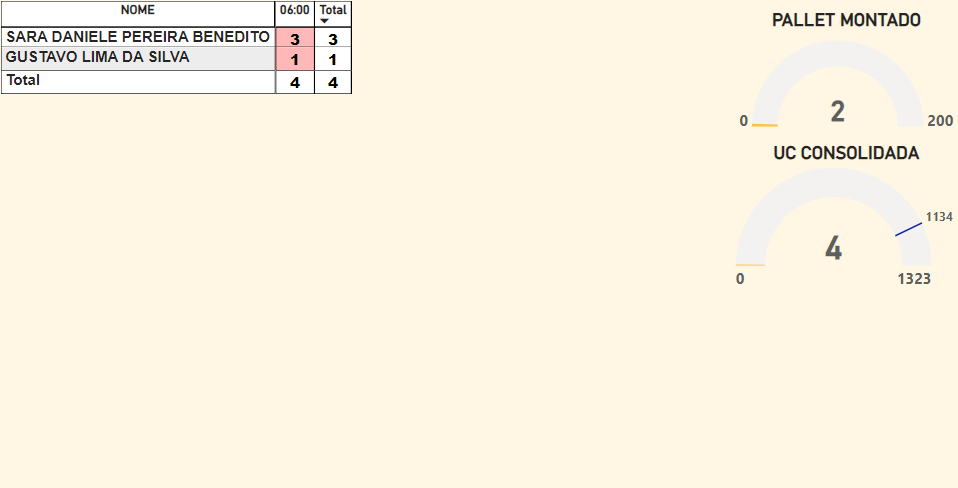 NOME 06:00 Total
SARA DANIELE PEREIRA BENEDITO 3 3
GUSTAVO LIMA DA SILVA 1 1
Total 4 4
PALLET MONTADO
2
0 200
UC CONSOLIDADA
1134
4
0 1323